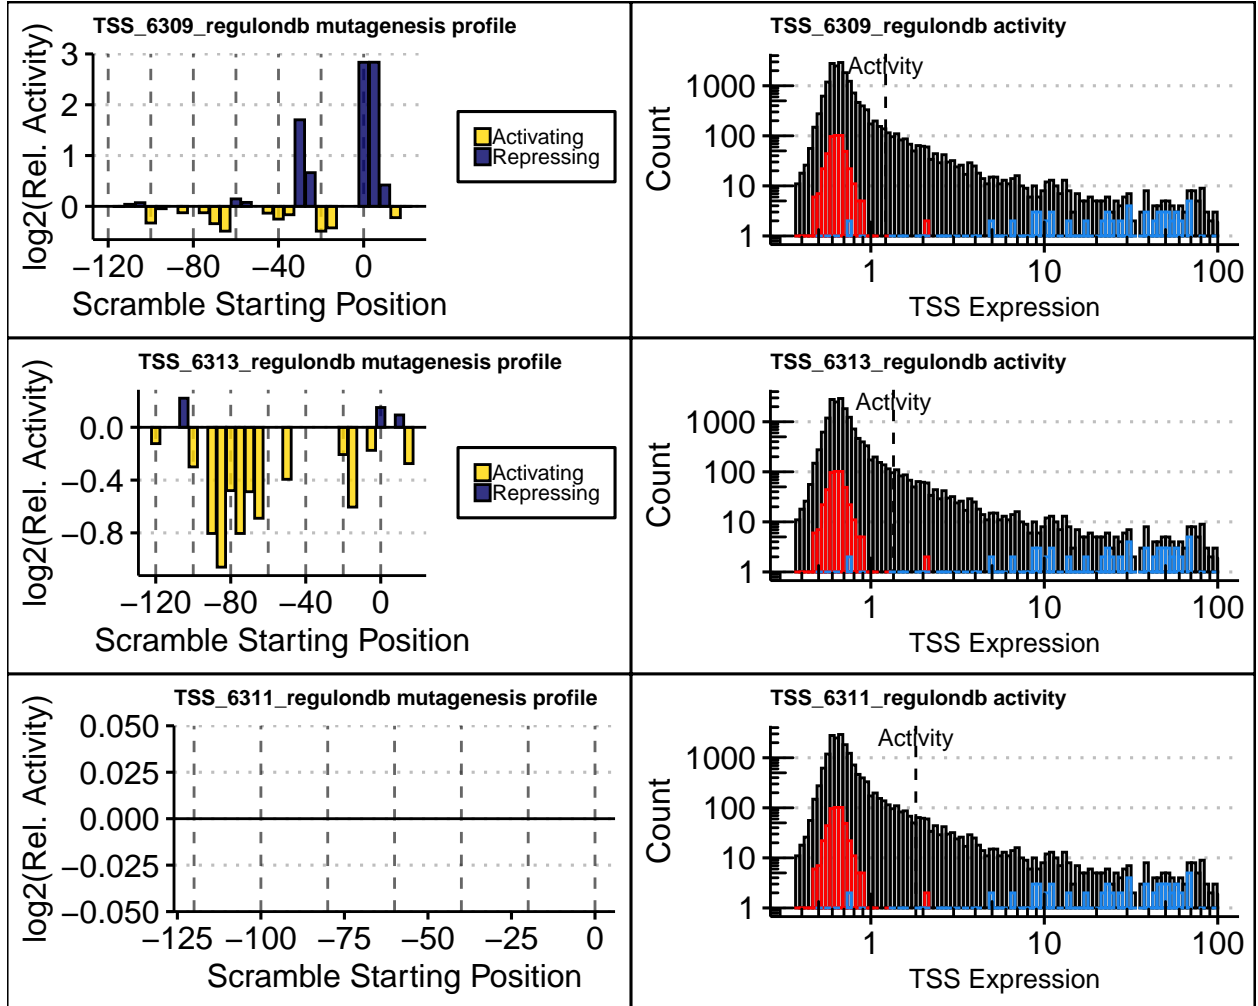 TSS_6309_regulondb mutagenesis profile
log2(Rel. Activity)
3
2
1
0
−120 −80 −40 0
Scramble Starting Position
Activating
Repressing
TSS_6309_regulondb activity
Activity
Count
1000
100
10
1
1 10 100
TSS Expression
TSS_6313_regulondb mutagenesis profile
log2(Rel. Activity)
0.0
−0.4
−0.8
−120 −80 −40 0
Scramble Starting Position
Activating
Repressing
TSS_6313_regulondb activity
Activity
Count
1000
100
10
1
1 10 100
TSS Expression
TSS_6311_regulondb mutagenesis profile
log2(Rel. Activity)
0.050
0.025
0.000
−0.025
−0.050
−125 −100 −75 −50 −25 0
Scramble Starting Position
TSS_6311_regulondb activity
Activity
Count
1000
100
10
1
1 10 100
TSS Expression